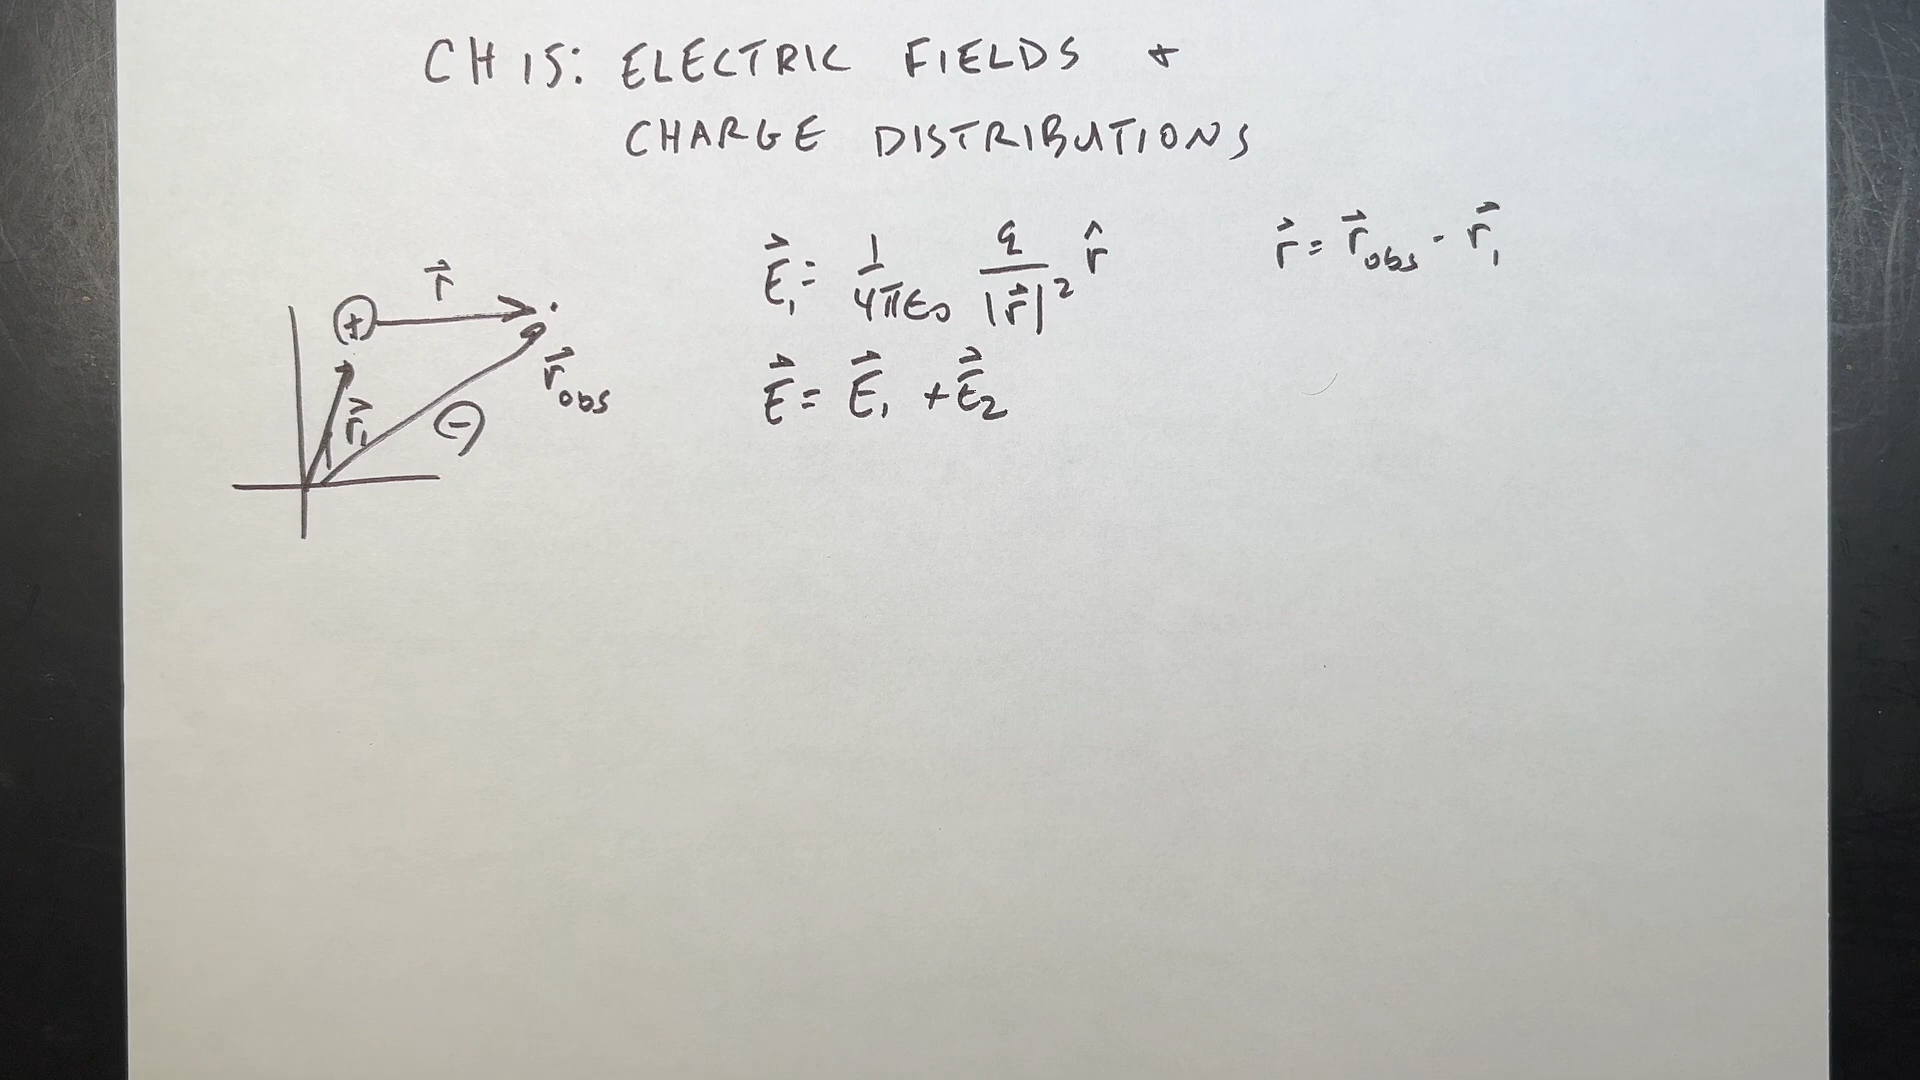 CH 15: ELECTRIC FIELDS +
CHARGE DISTRIBUTIONS
E⃗₁ = 1/(4πε₀) q/|r⃗|² r̂
r⃗ = r⃗obs - r⃗₁
E⃗ = E⃗₁ + E⃗₂
r⃗
+
r⃗obs
r⃗₁
-